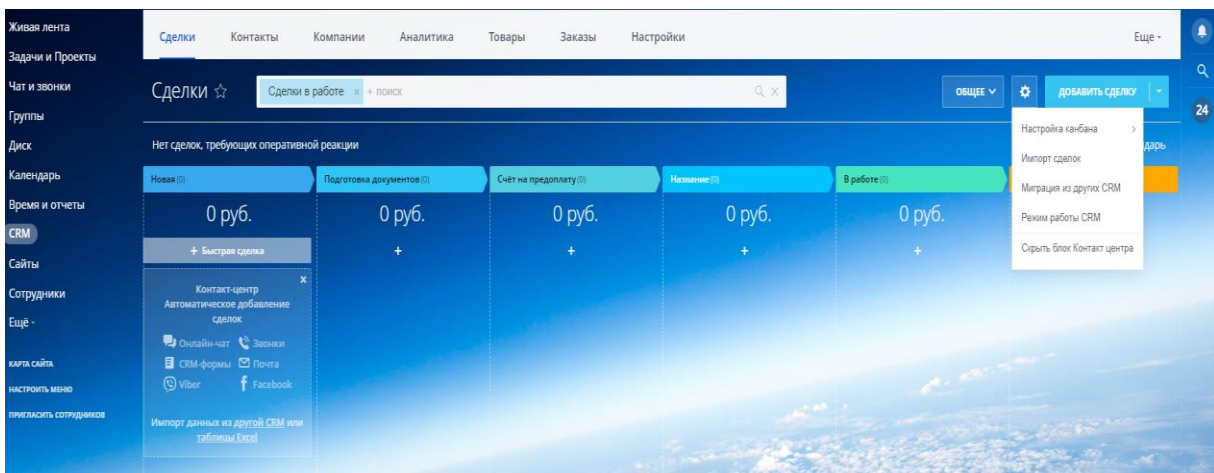 Живая лента
Задачи и Проекты
Чат и звонки
Группы
Диск
Календарь
Время и отчеты
CRM
Сайты
Сотрудники
Ещё
КАРТА САЙТА
НАСТРОИТЬ МЕНЮ
ПРИГЛАСИТЬ СОТРУДНИКОВ
Сделки Контакты Компании Аналитика Товары Заказы Настройки Еще
Сделки Сделки в работе x + поиск ОБЩЕЕ ДОБАВИТЬ СДЕЛКУ
24
Нет сделок, требующих оперативной реакции
дарь
Новая (0) Подготовка документов (0) Счёт на предоплату (0) Название (0) В работе (0)
0 руб. 0 руб. 0 руб. 0 руб. 0 руб.
+ Быстрая сделка + + + +
Контакт-центр
Автоматическое добавление
сделок
Онлайн-чат Звонки
CRM-формы Почта
Viber Facebook
Импорт данных из другой CRM или
таблицы Excel
Настройка канбана
Импорт сделок
Миграция из других CRM
Режим работы CRM
Скрыть блок Контакт центра